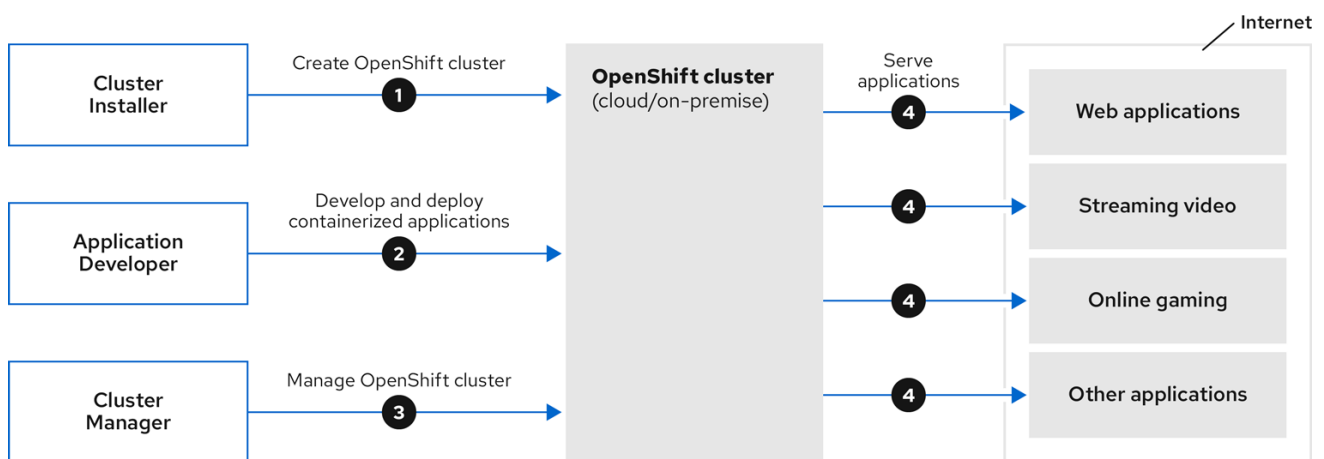 Internet
Cluster
Installer
Create OpenShift cluster
1
OpenShift cluster
(cloud/on-premise)
Serve
applications
4
Web applications
Application
Developer
Develop and deploy
containerized applications
2
4
Streaming video
4
Online gaming
Cluster
Manager
Manage OpenShift cluster
3
4
Other applications